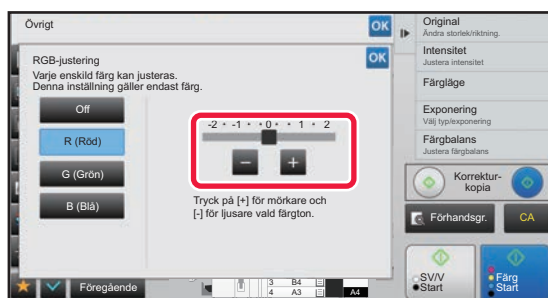 Övrigt
OK
RGB-justering
OK
Varje enskild färg kan justeras.
Denna inställning gäller endast färg.
Off
R (Röd)
G (Grön)
B (Blå)
-2 • -1 • • 0 • • 1 • 2
Tryck på [+] för mörkare och
[-] för ljusare vald färgton.
Original
Ändra storlek/riktning.
Intensitet
Justera intensitet
Färgläge
Exponering
Välj typ/exponering
Färgbalans
Justera färgbalans
Korrektur-
kopia
Förhandsgr.
CA
SV/V
Start
Färg
Start
Föregående
3 B4
4 A3
A4